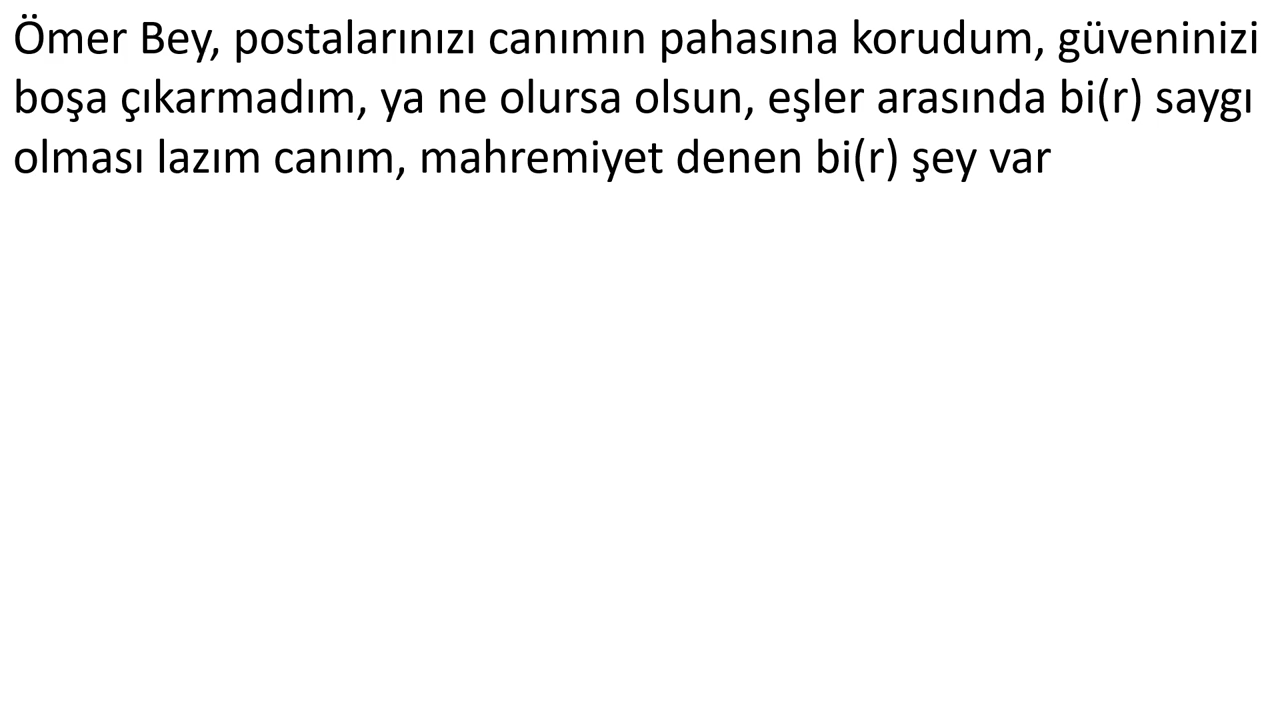 Ömer Bey, postalarınızı canımın pahasına korudum, güveninizi
boşa çıkarmadım, ya ne olursa olsun, eşler arasında bi(r) saygı
olması lazım canım, mahremiyet denen bi(r) şey var